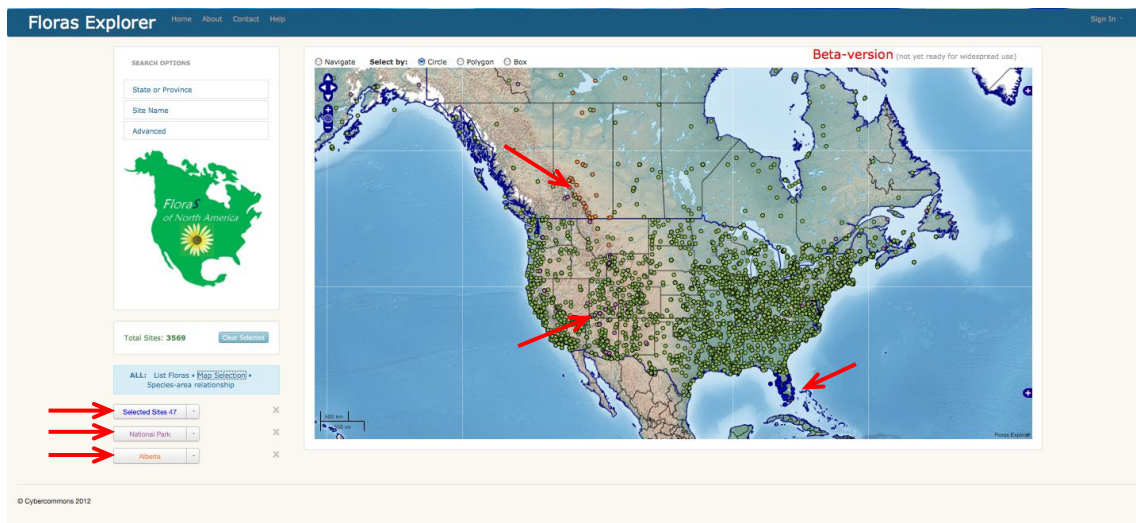 Floras Explorer Home About Contact Help Sign In
SEARCH OPTIONS
State or Province
Site Name
Advanced
FloraS
of North America
Total Sites: 3569 Clear Selected
ALL: List Floras • Map Selection •
Species-area relationship
Selected Sites 47 X
National Park X
Alberta X
Navigate Select by: Circle Polygon Box
Beta-version (not yet ready for widespread use)
500 km
Floras Explorer
© Cybercommons 2012